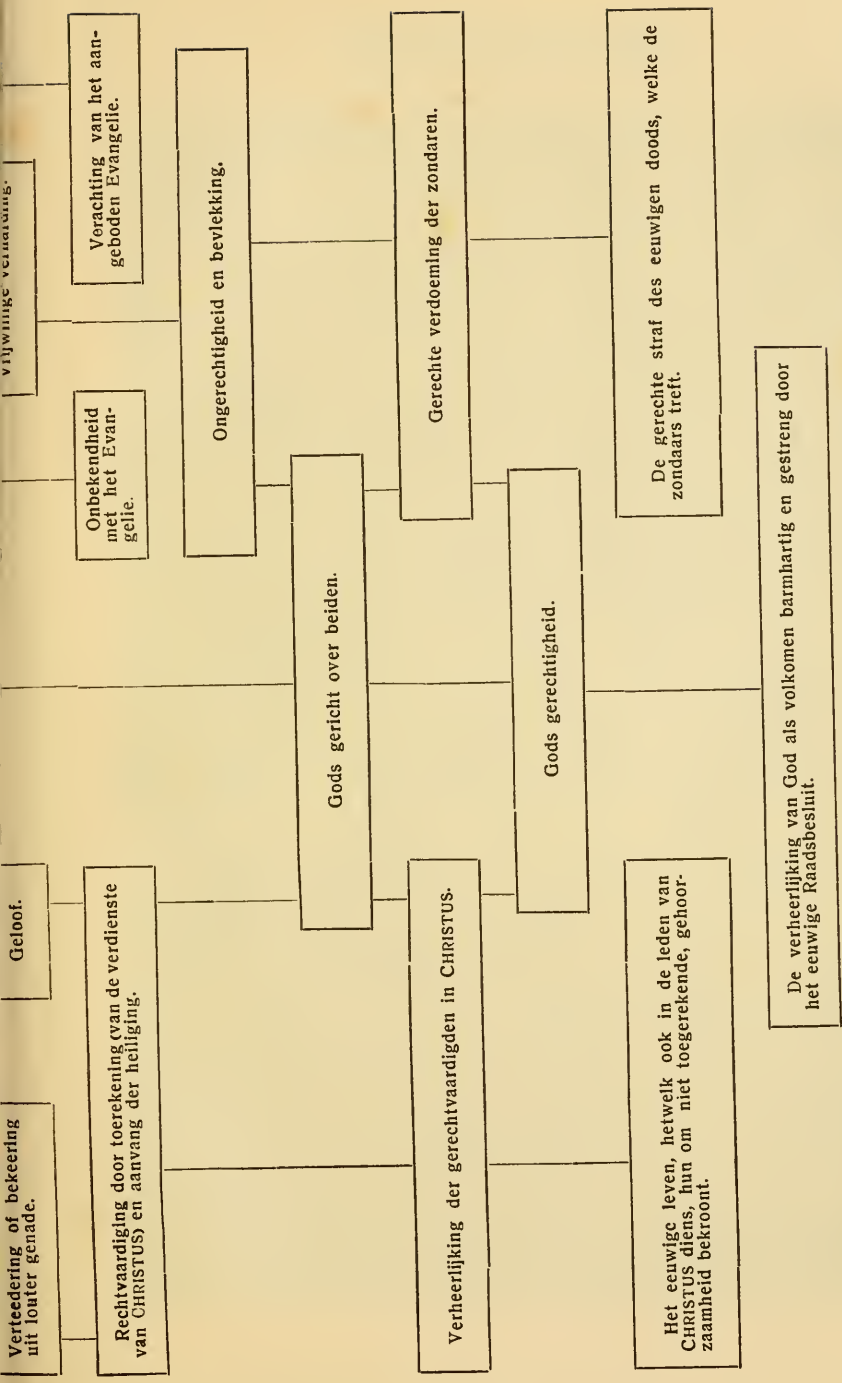 Verteedering of bekeering
uit louter genade.
Geloof.
vrijwillige verharding.
Rechtvaardiging door toerekening (van de verdienste
van CHRISTUS) en aanvang der heiliging.
Onbekendheid
met het Evan-
gelie.
Verachting van het aan-
geboden Evangelie.
Ongerechtigheid en bevlekking.
Gods gericht over beiden.
Verheerlijking der gerechtvaardigden in CHRISTUS.
Gerechte verdoeming der zondaren.
Gods gerechtigheid.
Het eeuwige leven, hetwelk ook in de leden van
CHRISTUS diens, hun om niet toegerekende, gehoor-
zaamheid bekroont.
De gerechte straf des eeuwigen doods, welke de
zondaars treft.
De verheerlijking van God als volkomen barmhartig en gestreng door
het eeuwige Raadsbesluit.